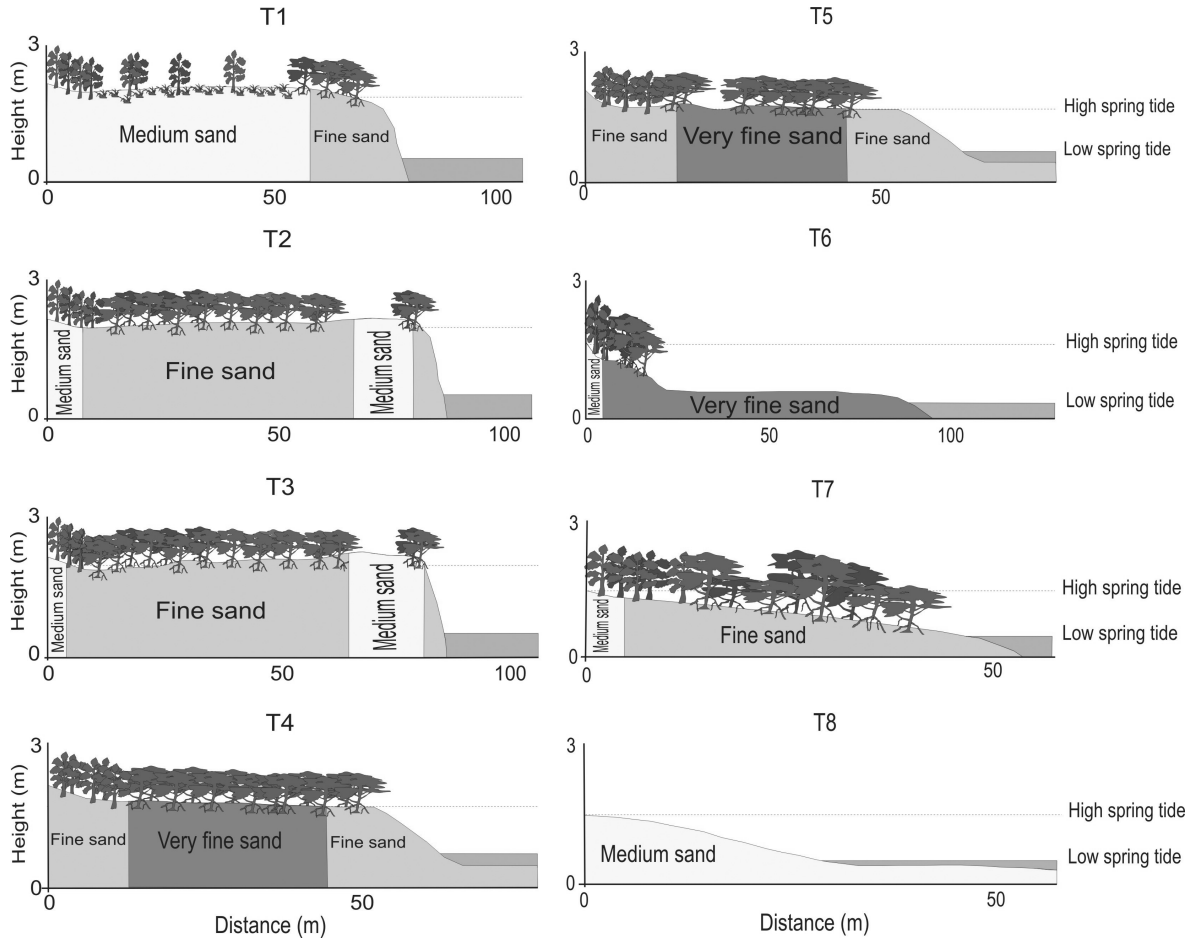 T1
3
Height (m)
Medium sand
Fine sand
0
0
50
100
T5
3
Fine sand
Very fine sand
Fine sand
High spring tide
Low spring tide
0
0
50
T2
3
Height (m)
Medium sand
Fine sand
Medium sand
0
0
50
100
T6
3
Medium sand
Very fine sand
High spring tide
Low spring tide
0
0
50
100
T3
3
Height (m)
Medium sand
Fine sand
Medium sand
0
0
50
100
T7
3
Medium sand
Fine sand
High spring tide
Low spring tide
0
0
50
T4
3
Height (m)
Fine sand
Very fine sand
Fine sand
0
0
50
Distance (m)
T8
3
Medium sand
High spring tide
Low spring tide
0
0
50
Distance (m)